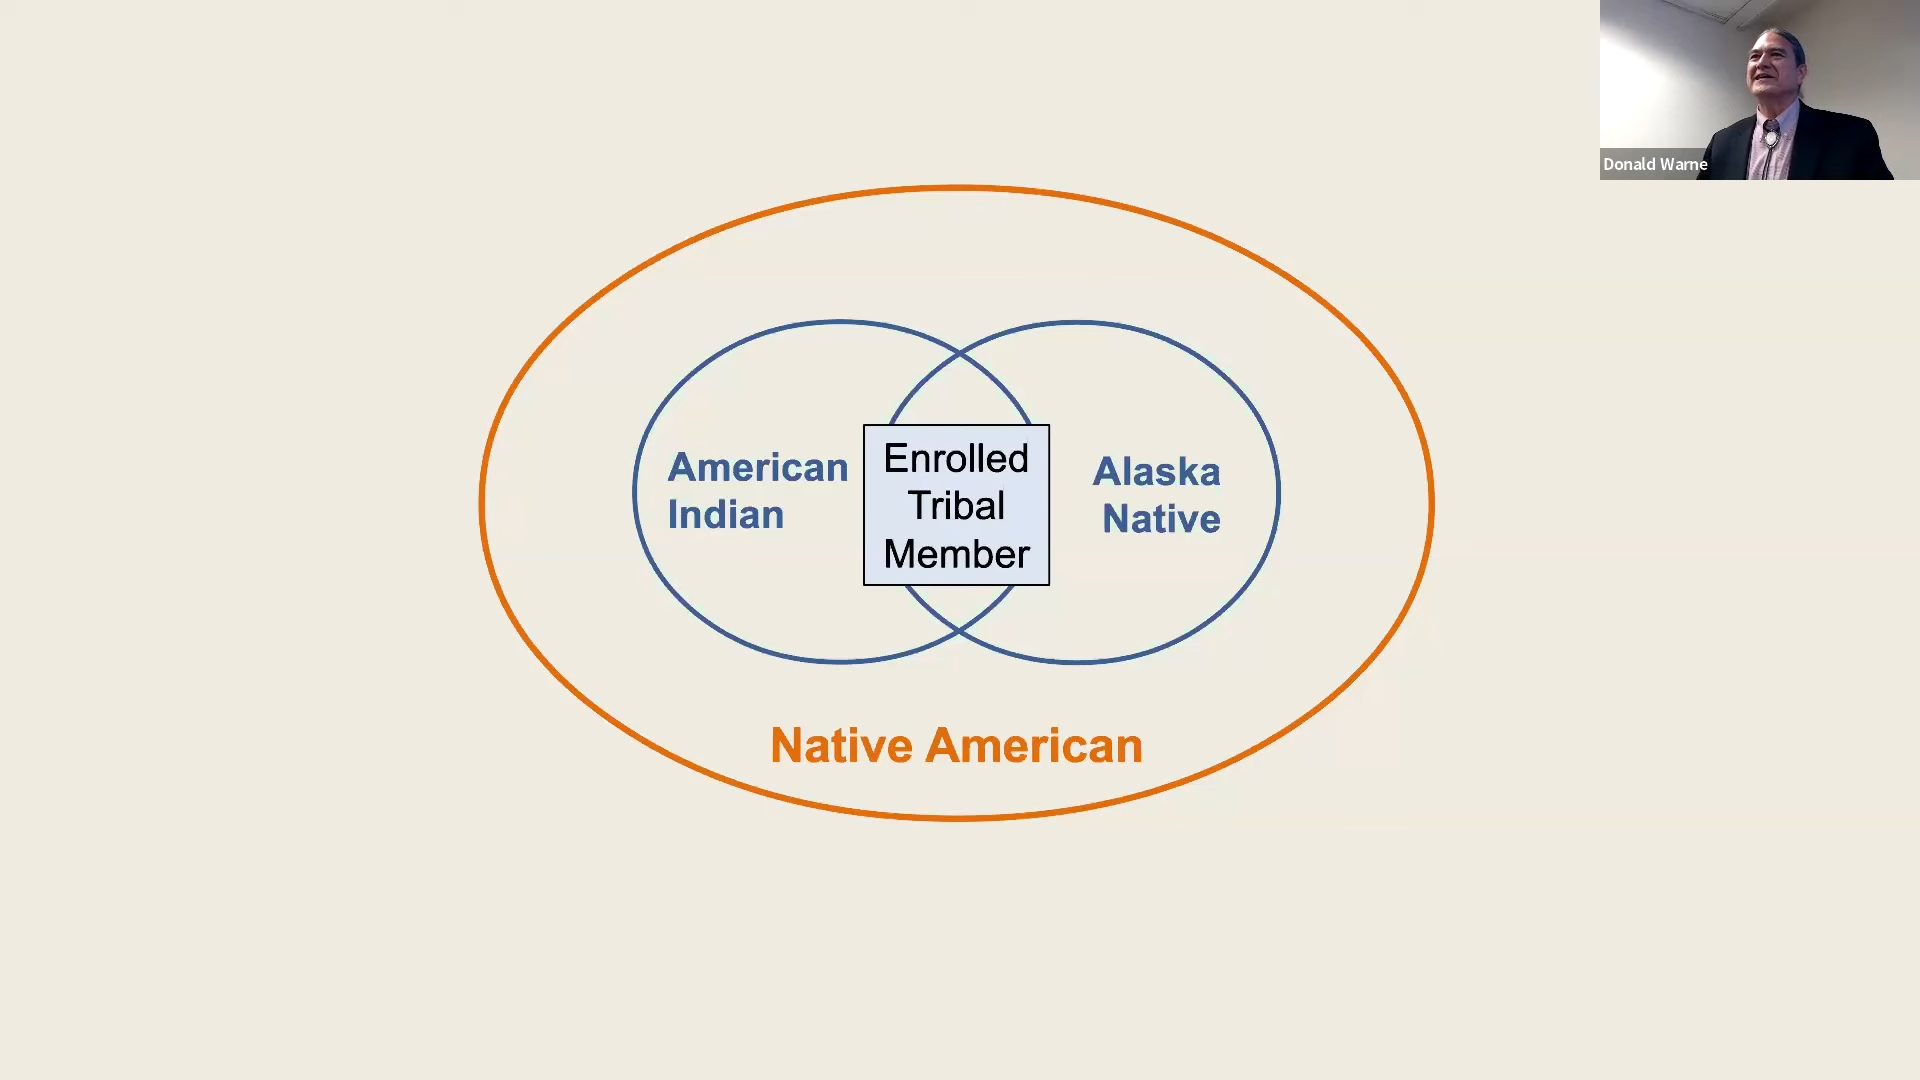 Donald Warne
American
Indian
Enrolled
Tribal
Member
Alaska
Native
Native American